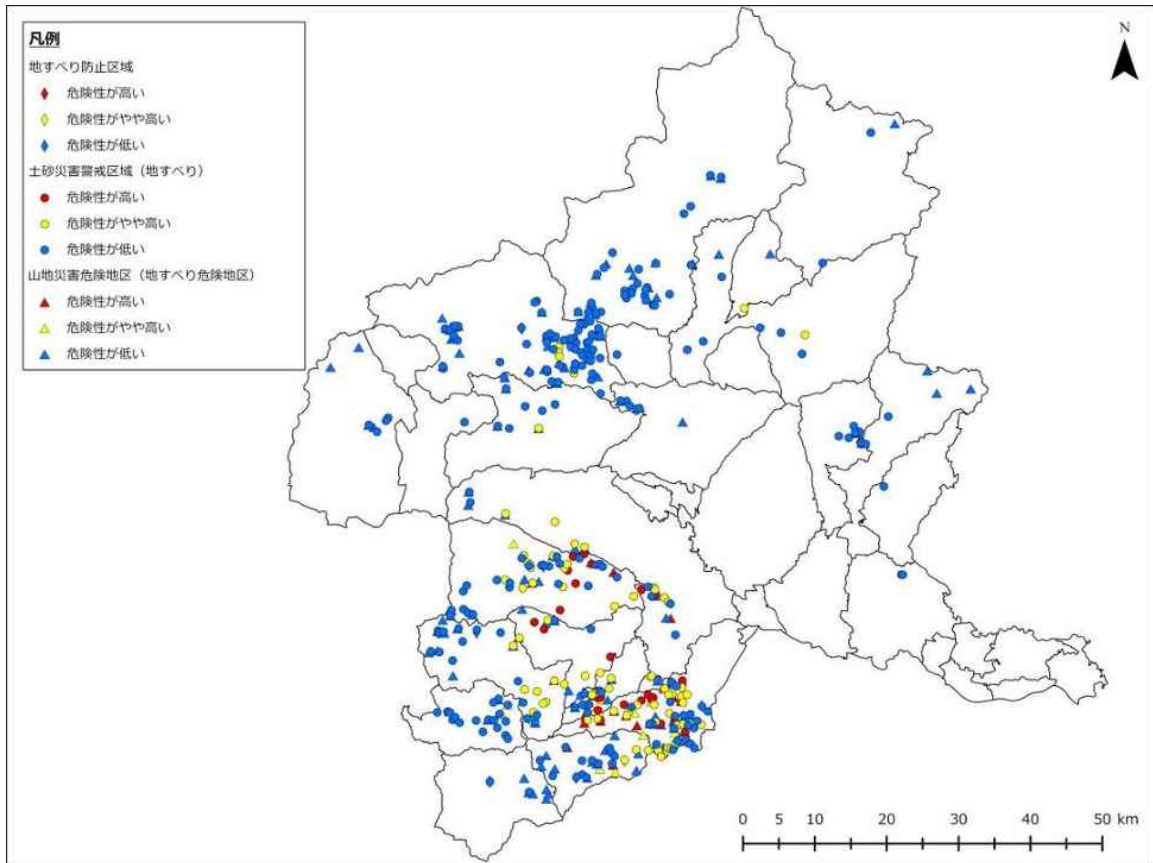 凡例
地すべり防止区域
危険性が高い
危険性がやや高い
危険性が低い
土砂災害警戒区域（地すべり）
危険性が高い
危険性がやや高い
危険性が低い
山地災害危険地区（地すべり危険地区）
危険性が高い
危険性がやや高い
危険性が低い
N
0 5 10 20 30 40 50 km